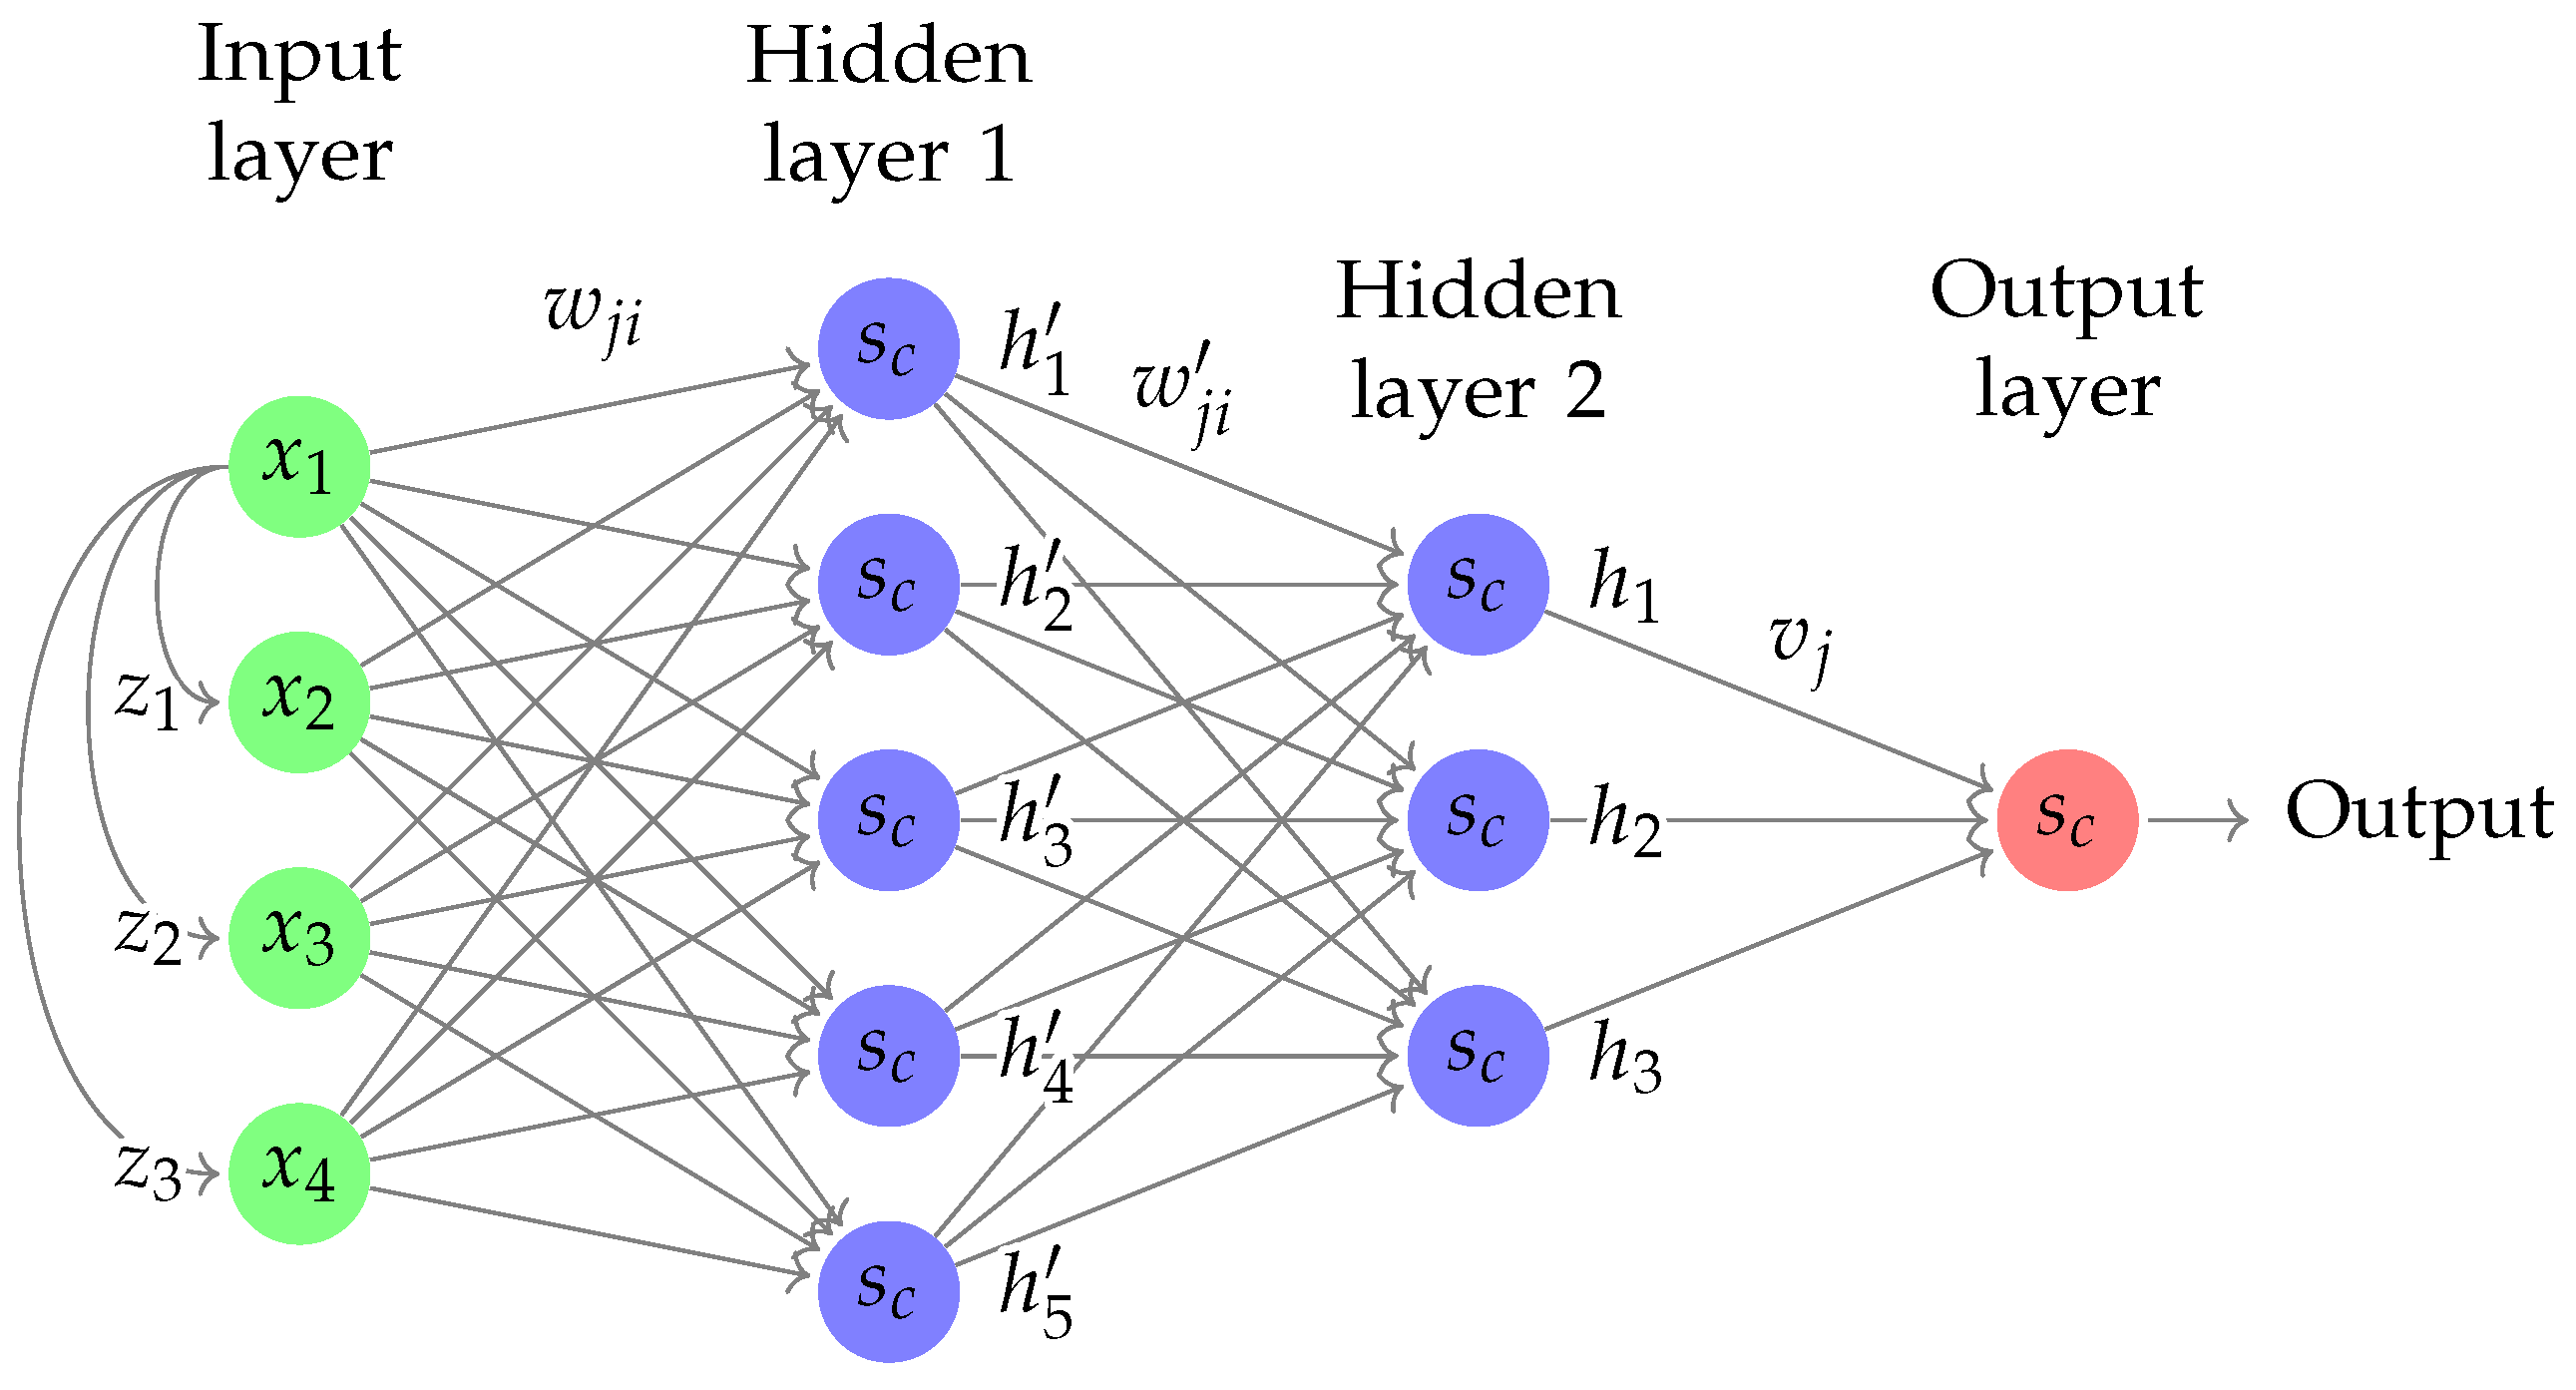 Input
layer
Hidden
layer 1
Hidden
layer 2
Output
layer
w_{ji}
w'_{ji}
v_j
x_1
x_2
x_3
x_4
z_1
z_2
z_3
s_c
s_c
s_c
s_c
s_c
h'_1
h'_2
h'_3
h'_4
h'_5
s_c
s_c
s_c
h_1
h_2
h_3
s_c
Output